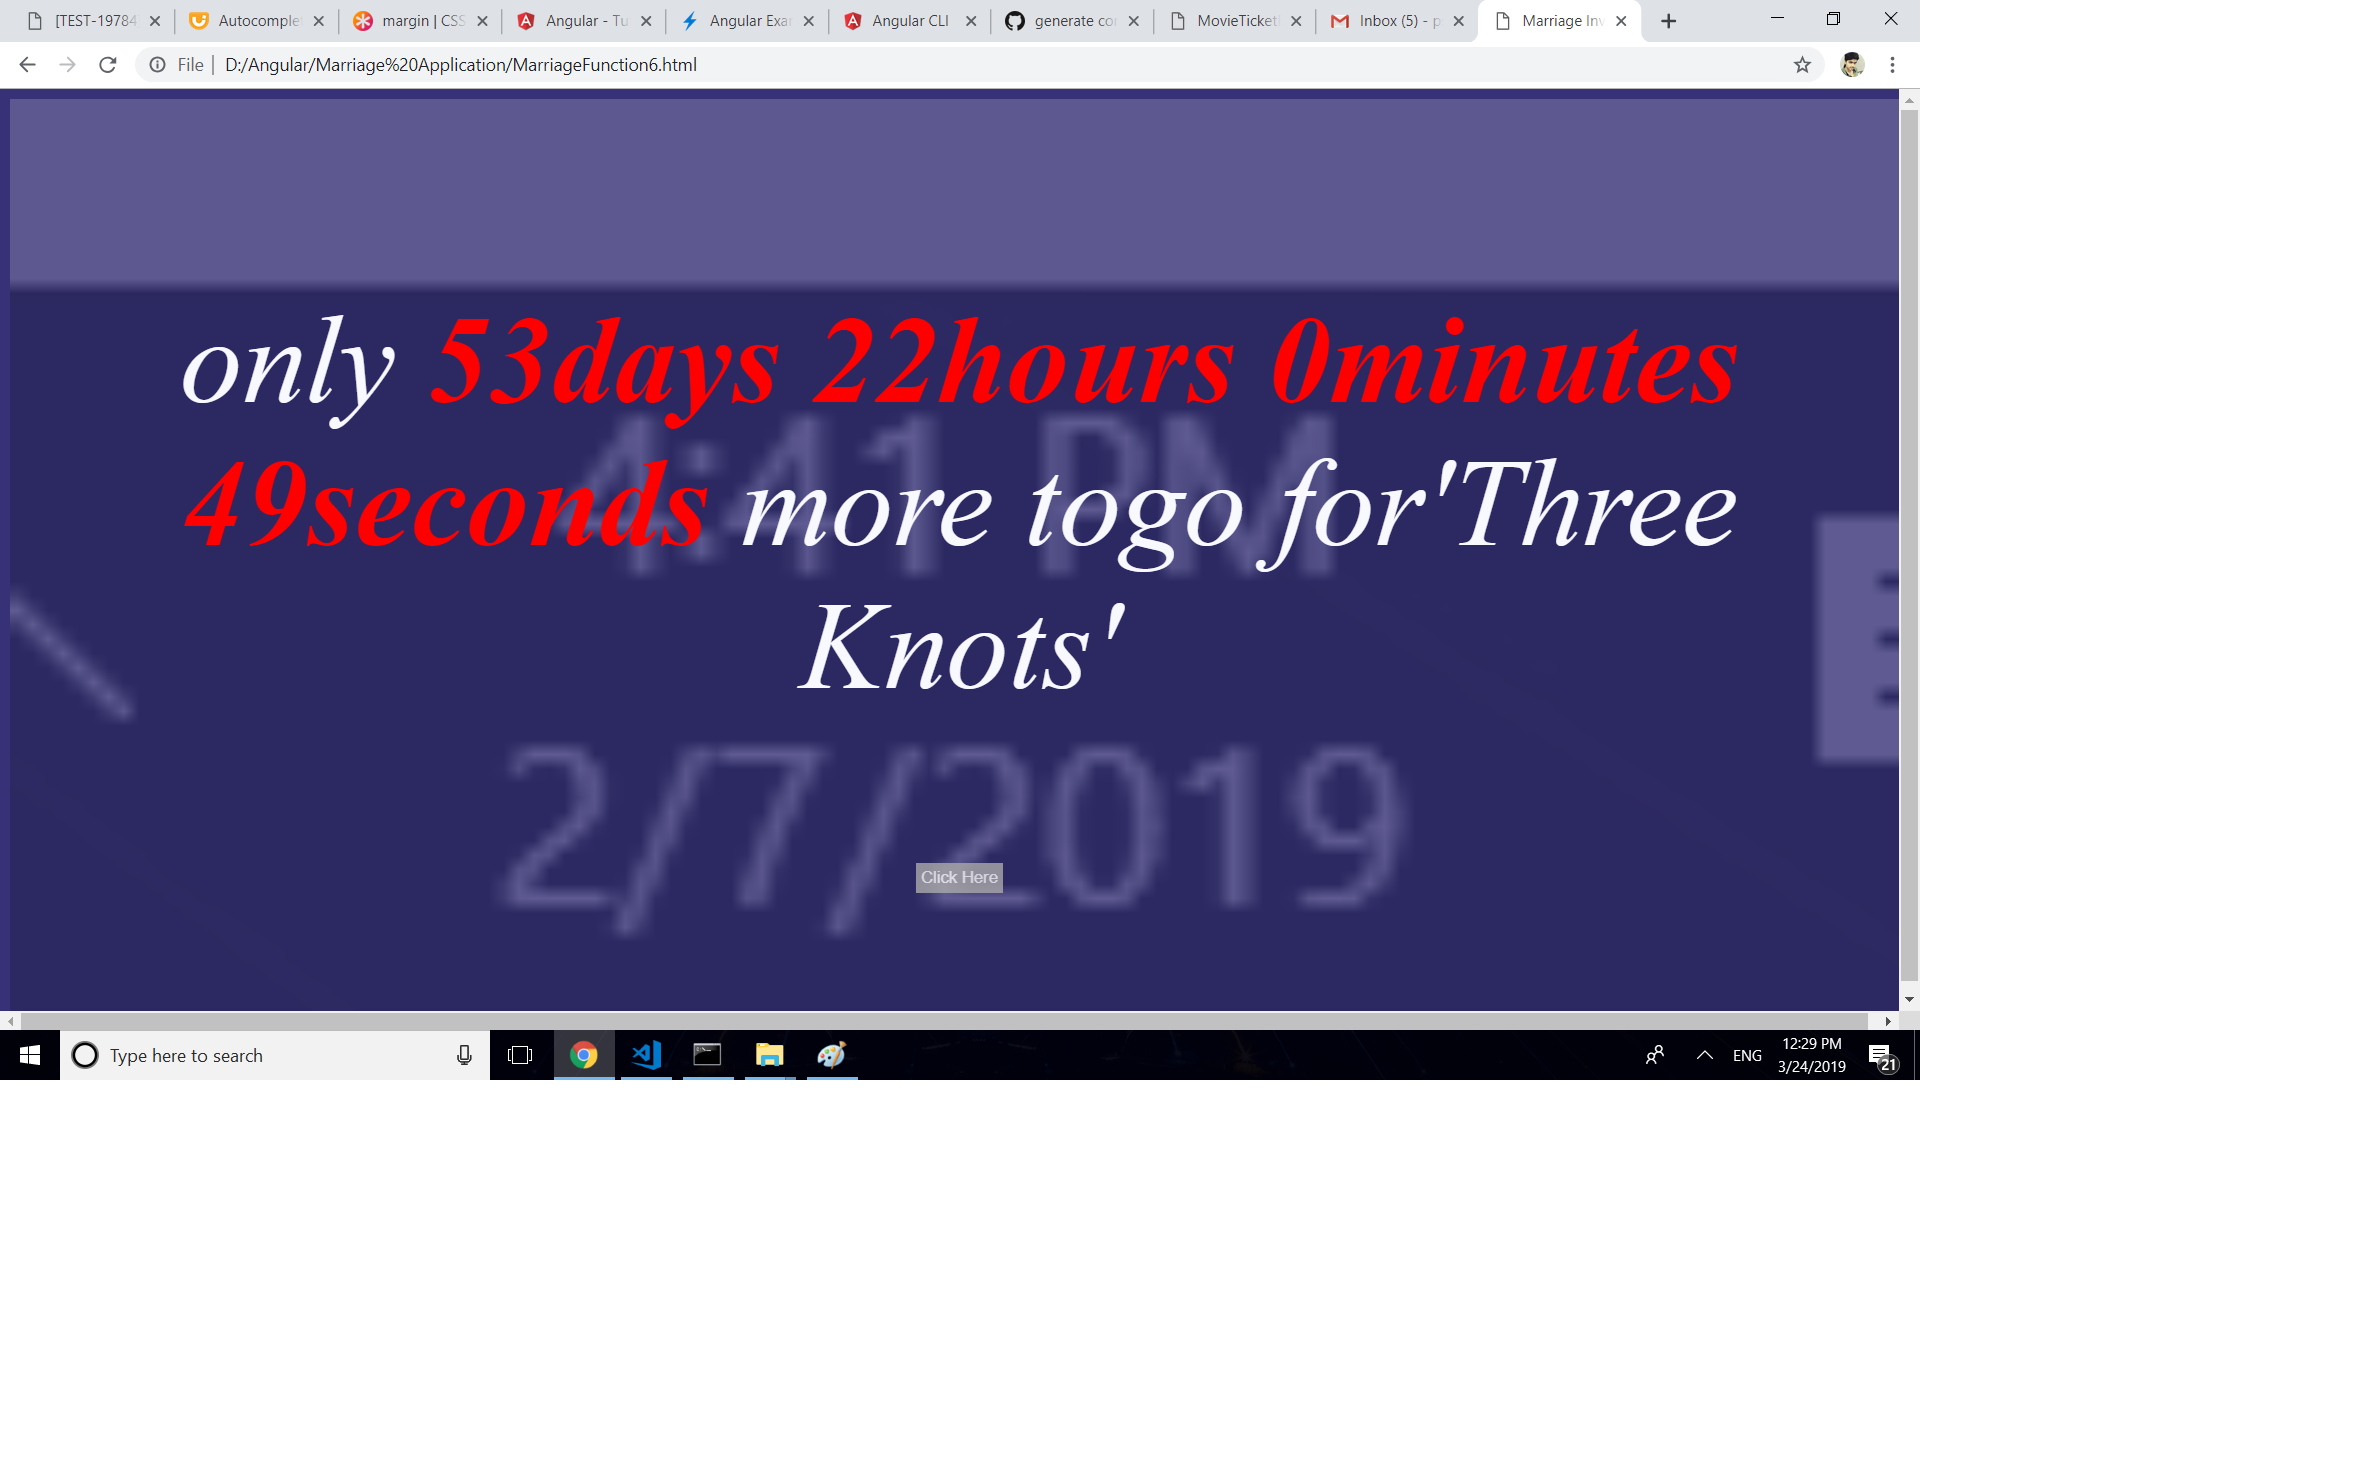 [TEST-19784
Autocomple
margin | CSS
Angular - Tu
Angular Exa
Angular CLI
generate co
MovieTicket
Inbox (5) - p
Marriage Inv
File | D:/Angular/Marriage%20Application/MarriageFunction6.html
only 53days 22hours 0minutes
49seconds more togo for'Three
Knots'
4:41 PM
2/7/2019
Click Here
Type here to search
ENG
12:29 PM
3/24/2019
21